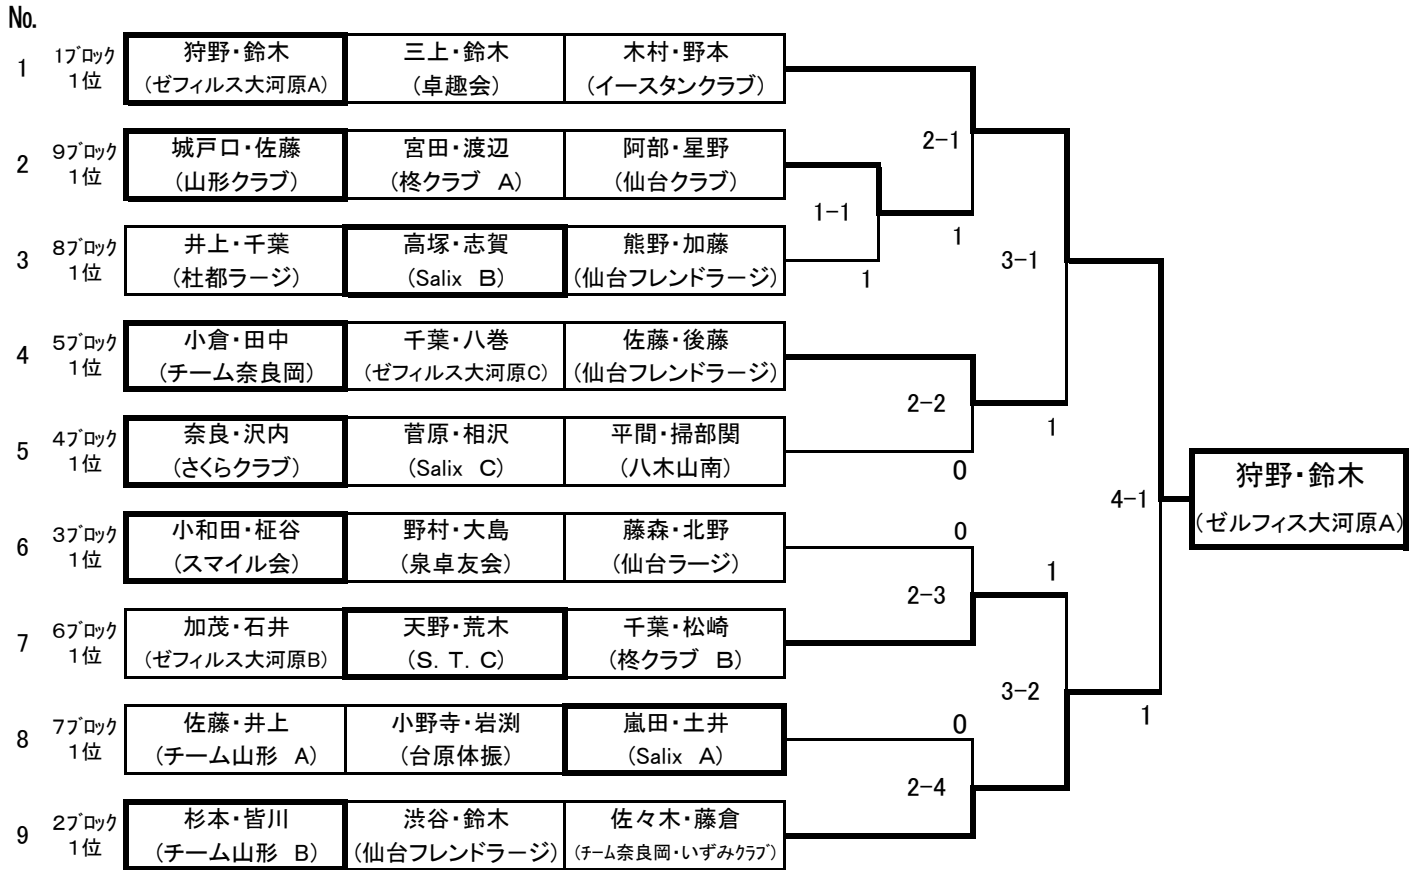 No.
1 1ブロック 1位 狩野・鈴木 (ゼフィルス大河原A) 三上・鈴木 (卓趣会) 木村・野本 (イースタンクラブ)
2 9ブロック 1位 城戸口・佐藤 (山形クラブ) 宮田・渡辺 (柊クラブ A) 阿部・星野 (仙台クラブ)
3 8ブロック 1位 井上・千葉 (杜都ラージ) 高塚・志賀 (Salix B) 熊野・加藤 (仙台フレンドラージ)
4 5ブロック 1位 小倉・田中 (チーム奈良岡) 千葉・八巻 (ゼフィルス大河原C) 佐藤・後藤 (仙台フレンドラージ)
5 4ブロック 1位 奈良・沢内 (さくらクラブ) 菅原・相沢 (Salix C) 平間・掃部関 (八木山南)
6 3ブロック 1位 小和田・柾谷 (スマイル会) 野村・大島 (泉卓友会) 藤森・北野 (仙台ラージ)
7 6ブロック 1位 加茂・石井 (ゼフィルス大河原B) 天野・荒木 (S.T.C) 千葉・松崎 (柊クラブ B)
8 7ブロック 1位 佐藤・井上 (チーム山形 A) 小野寺・岩渕 (台原体振) 嵐田・土井 (Salix A)
9 2ブロック 1位 杉本・皆川 (チーム山形 B) 渋谷・鈴木 (仙台フレンドラージ) 佐々木・藤倉 (チーム奈良岡・いずみクラブ)
2-1
1-1
1
1
3-1
2-2
1
0
0
4-1
1
2-3
3-2
0
1
2-4
狩野・鈴木
(ゼルフィス大河原A)